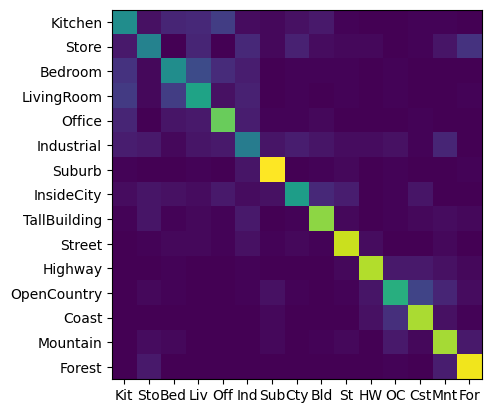 Kitchen
Store
Bedroom
LivingRoom
Office
Industrial
Suburb
InsideCity
TallBuilding
Street
Highway
OpenCountry
Coast
Mountain
Forest
Kit Sto Bed Liv Off Ind Sub Cty Bld St HW OC Cst Mnt For